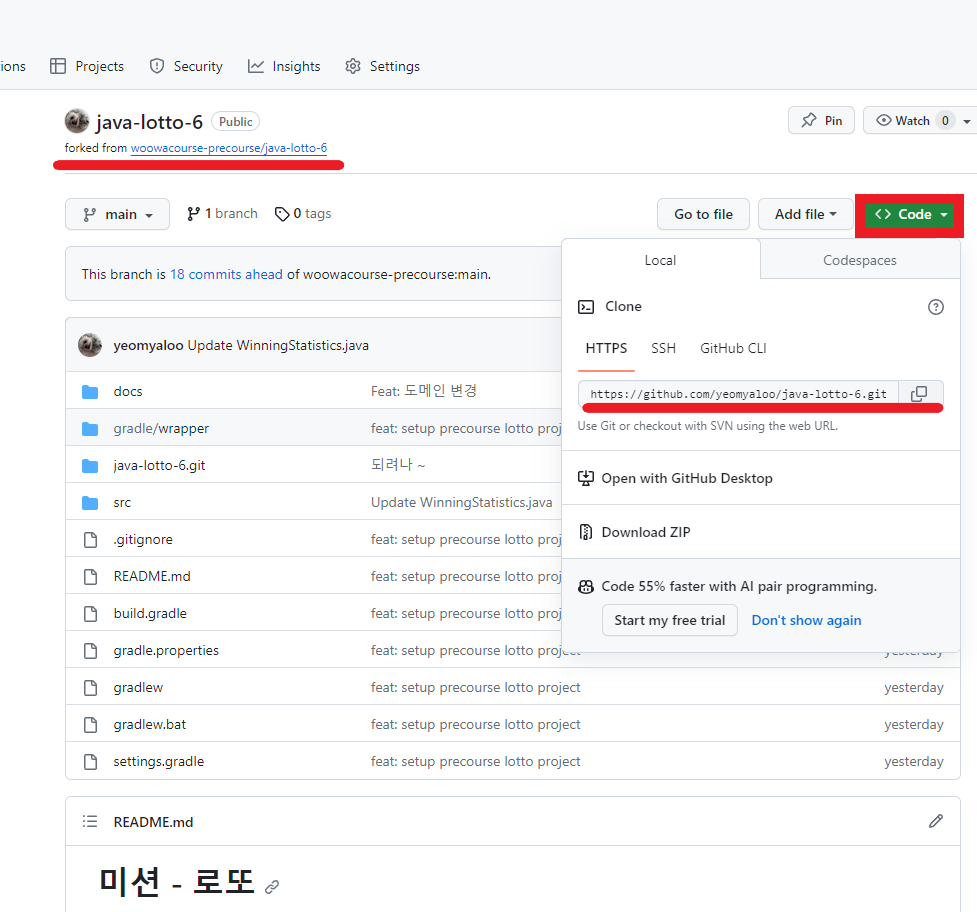 ions Projects Security Insights Settings
java-lotto-6 Public Pin Watch 0
forked from woowacourse-precourse/java-lotto-6
main 1 branch 0 tags Go to file Add file <> Code
Local Codespaces
This branch is 18 commits ahead of woowacourse-precourse:main.
Clone
HTTPS SSH GitHub CLI
https://github.com/yeomyaloo/java-lotto-6.git
Use Git or checkout with SVN using the web URL.
Open with GitHub Desktop
Download ZIP
Code 55% faster with AI pair programming.
Start my free trial Don't show again
yeomyaloo Update WinningStatistics.java
docs Feat: 도메인 변경
gradle/wrapper feat: setup precourse lotto proj
java-lotto-6.git 되려나 ~
src Update WinningStatistics.java
.gitignore feat: setup precourse lotto proj
README.md feat: setup precourse lotto proj
build.gradle feat: setup precourse lotto proj
gradle.properties feat: setup precourse lotto project yesterday
gradlew feat: setup precourse lotto project yesterday
gradlew.bat feat: setup precourse lotto project yesterday
settings.gradle feat: setup precourse lotto project yesterday
README.md
미션 - 로또